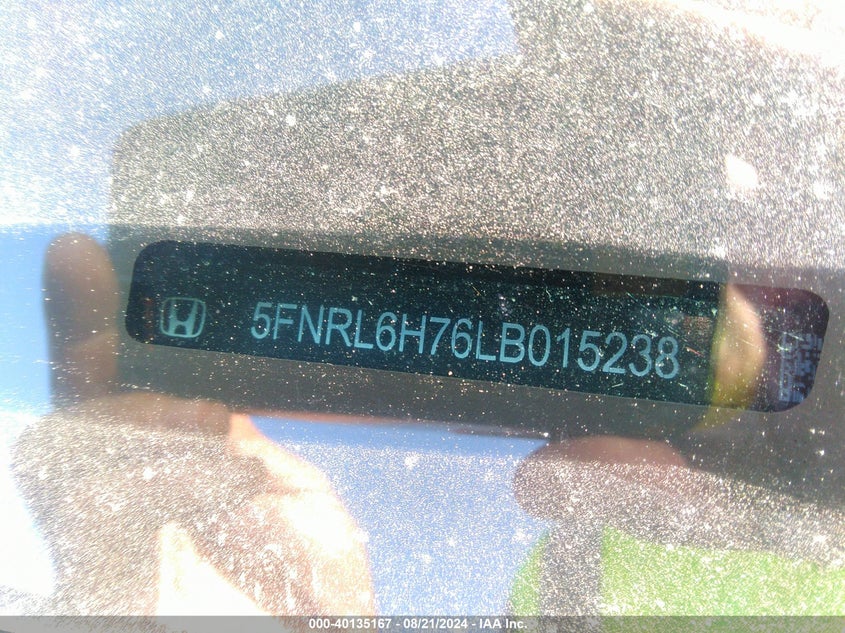 5FNRL6H76LB015238
000-40135167 - 08/21/2024 - IAA Inc.